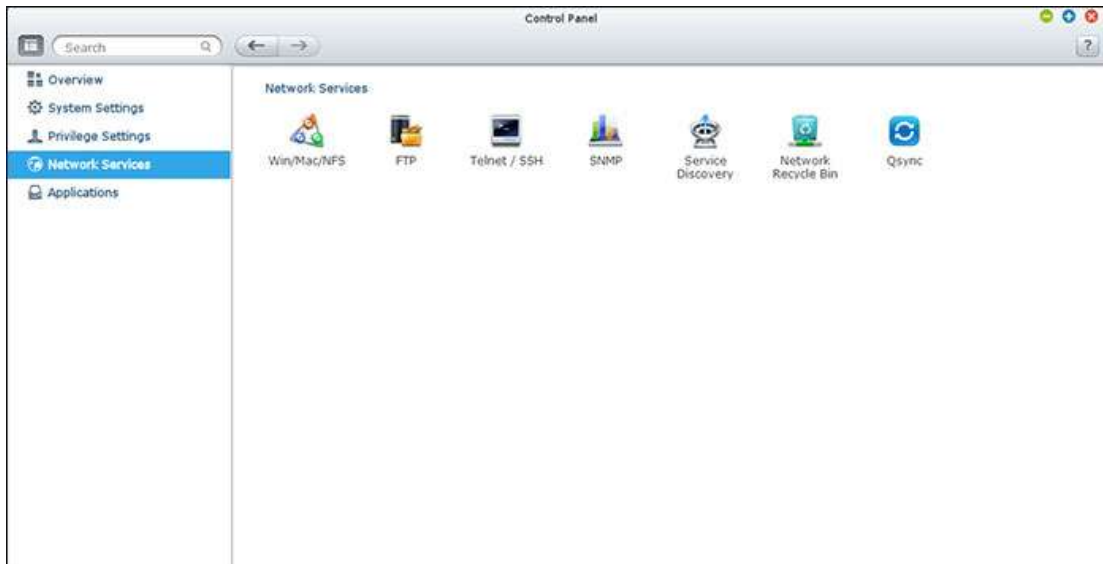 Control Panel
Search
?
Overview
System Settings
Privilege Settings
Network Services
Applications
Network Services
Win/Mac/NFS
FTP
Telnet / SSH
SNMP
Service
Discovery
Network
Recycle Bin
Qsync